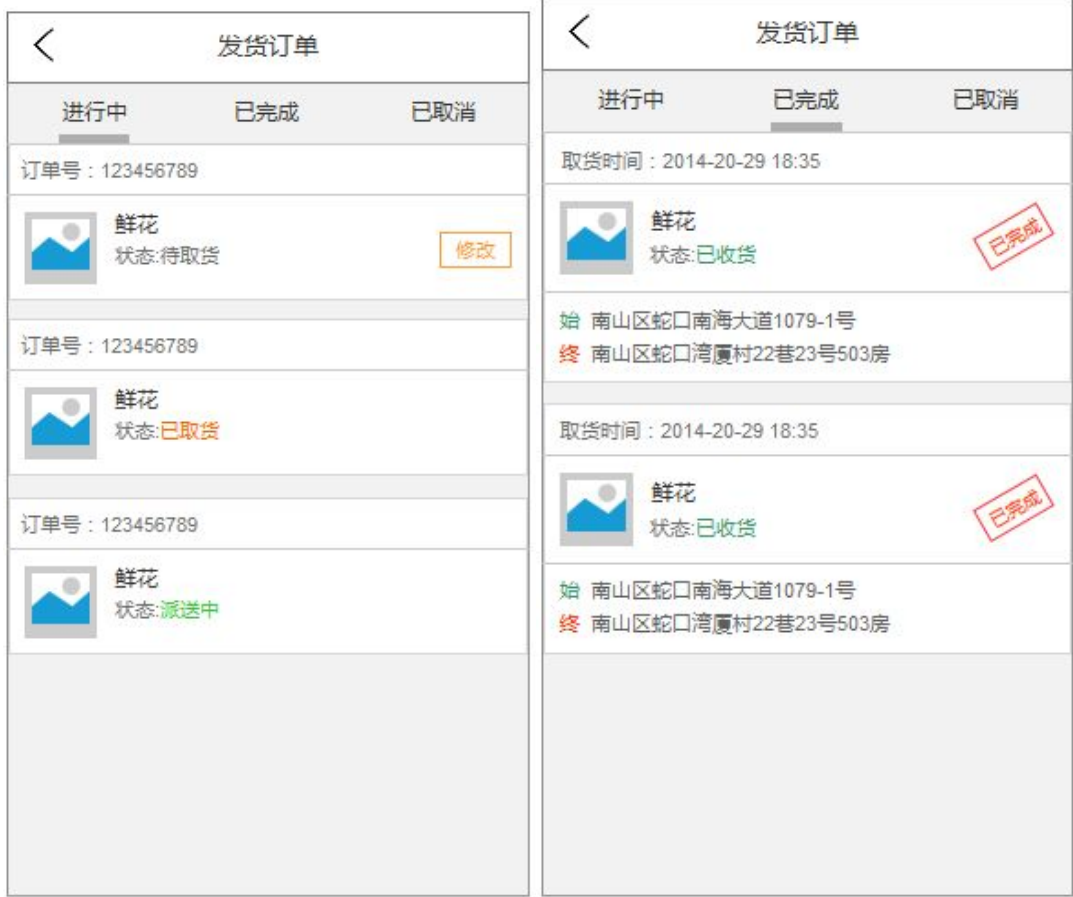 发货订单
进行中 已完成 已取消
订单号：123456789
鲜花
状态:待取货
修改
订单号：123456789
鲜花
状态:已取货
订单号：123456789
鲜花
状态:派送中
发货订单
进行中 已完成 已取消
取货时间：2014-20-29 18:35
鲜花
状态:已收货
已完成
始 南山区蛇口南海大道1079-1号
终 南山区蛇口湾厦村22巷23号503房
取货时间：2014-20-29 18:35
鲜花
状态:已收货
已完成
始 南山区蛇口南海大道1079-1号
终 南山区蛇口湾厦村22巷23号503房